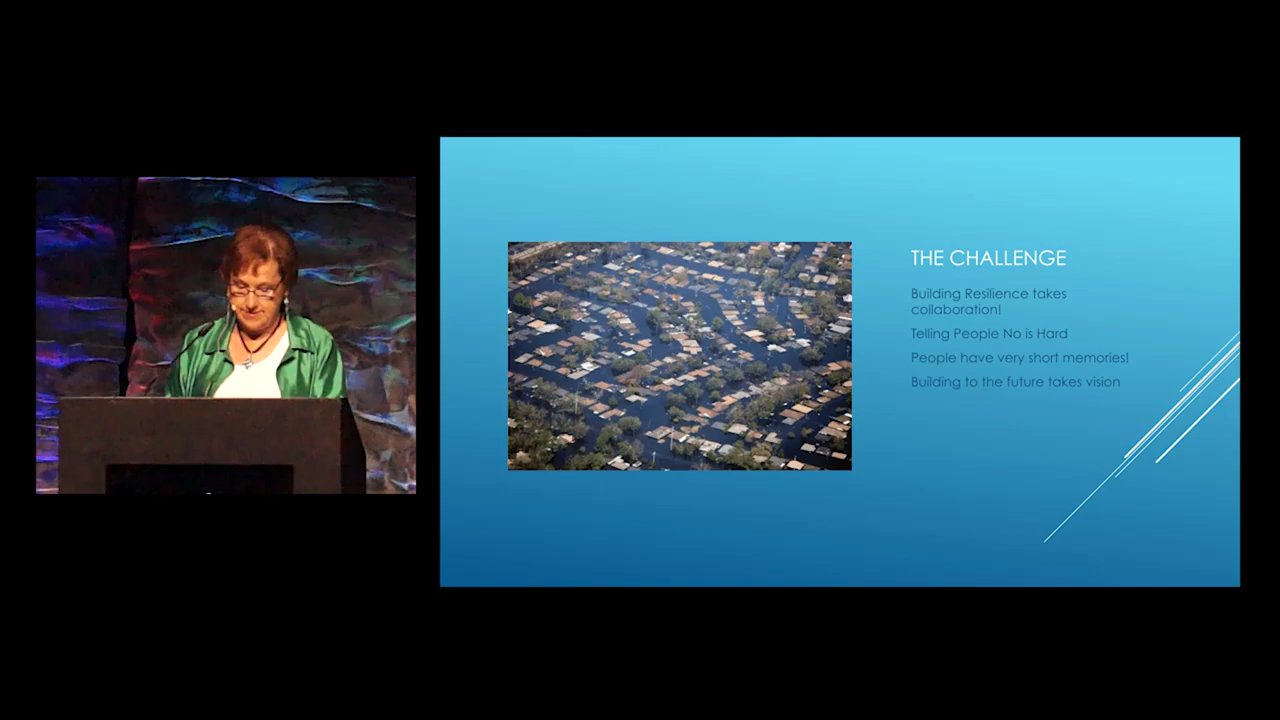 THE CHALLENGE
Building Resilience takes
collaboration!
Telling People No is Hard
People have very short memories!
Building to the future takes vision